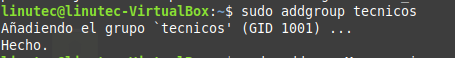 linutec@linutec-VirtualBox:~$ sudo addgroup tecnicos
Añadiendo el grupo `tecnicos' (GID 1001) ...
Hecho.